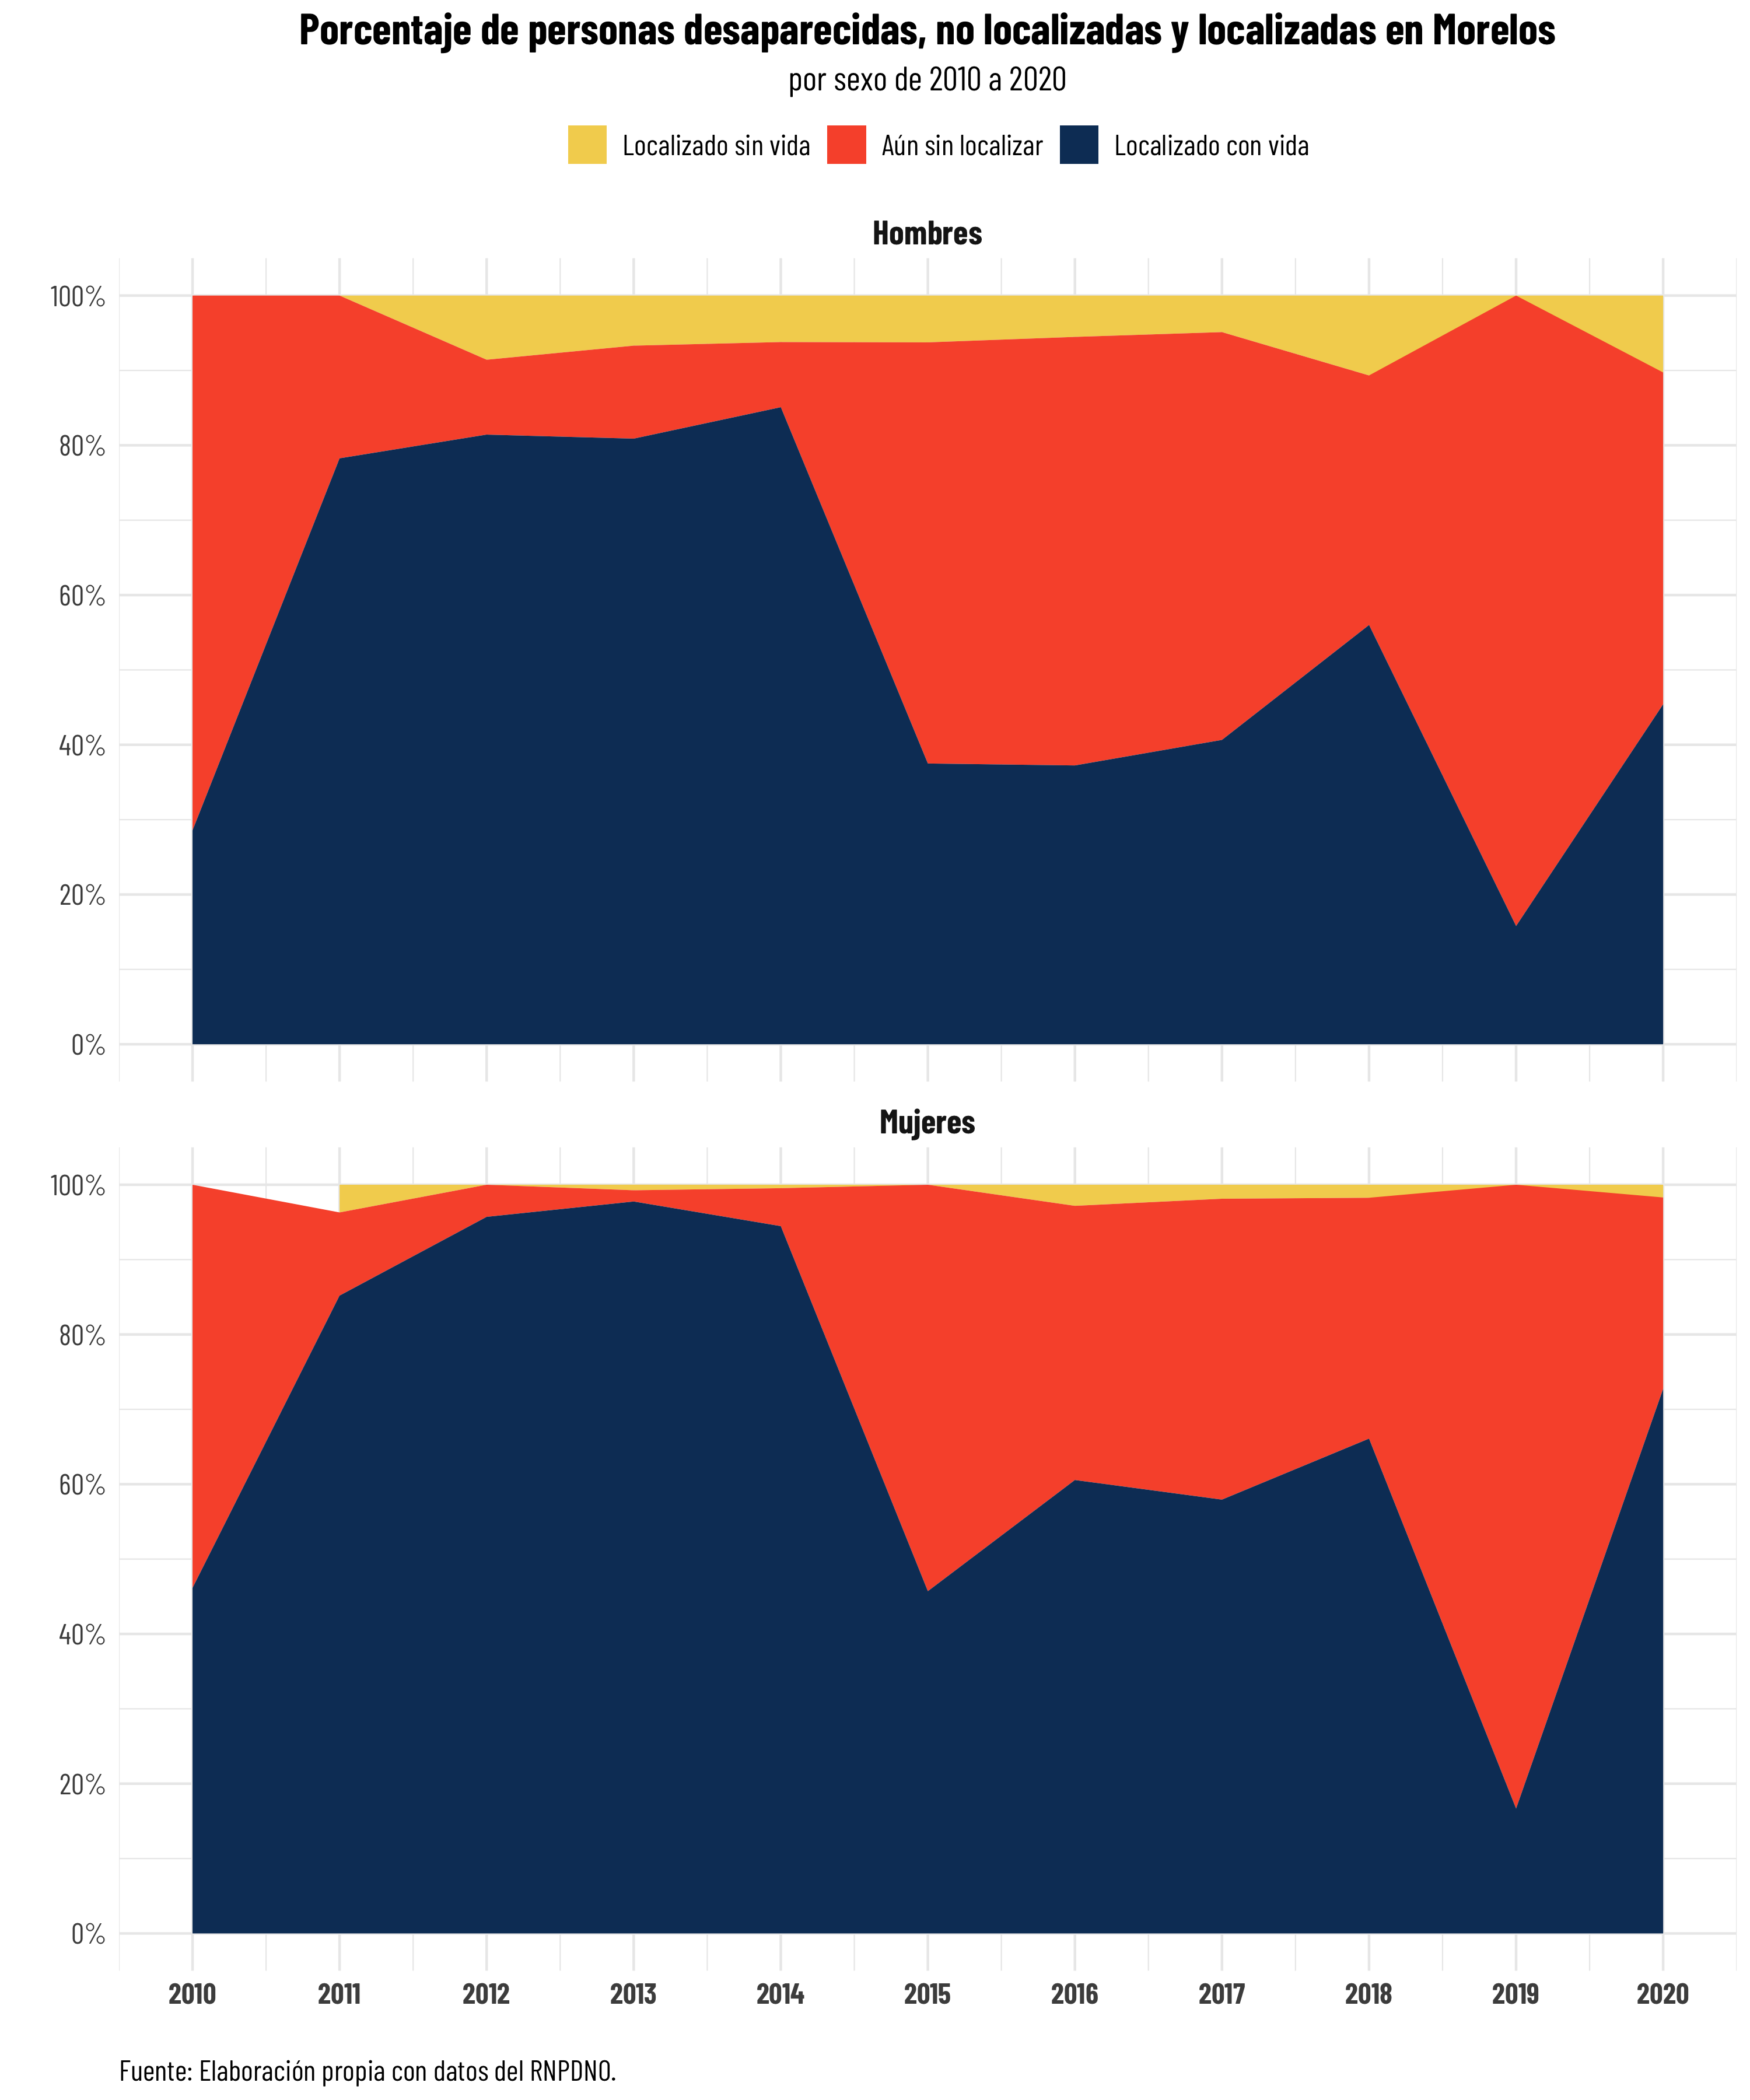 Porcentaje de personas desaparecidas, no localizadas y localizadas en Morelos
por sexo de 2010 a 2020
Localizado sin vida Aún sin localizar Localizado con vida
Hombres
100%
80%
60%
40%
20%
0%
Mujeres
100%
80%
60%
40%
20%
0%
2010 2011 2012 2013 2014 2015 2016 2017 2018 2019 2020
Fuente: Elaboración propia con datos del RNPDNO.